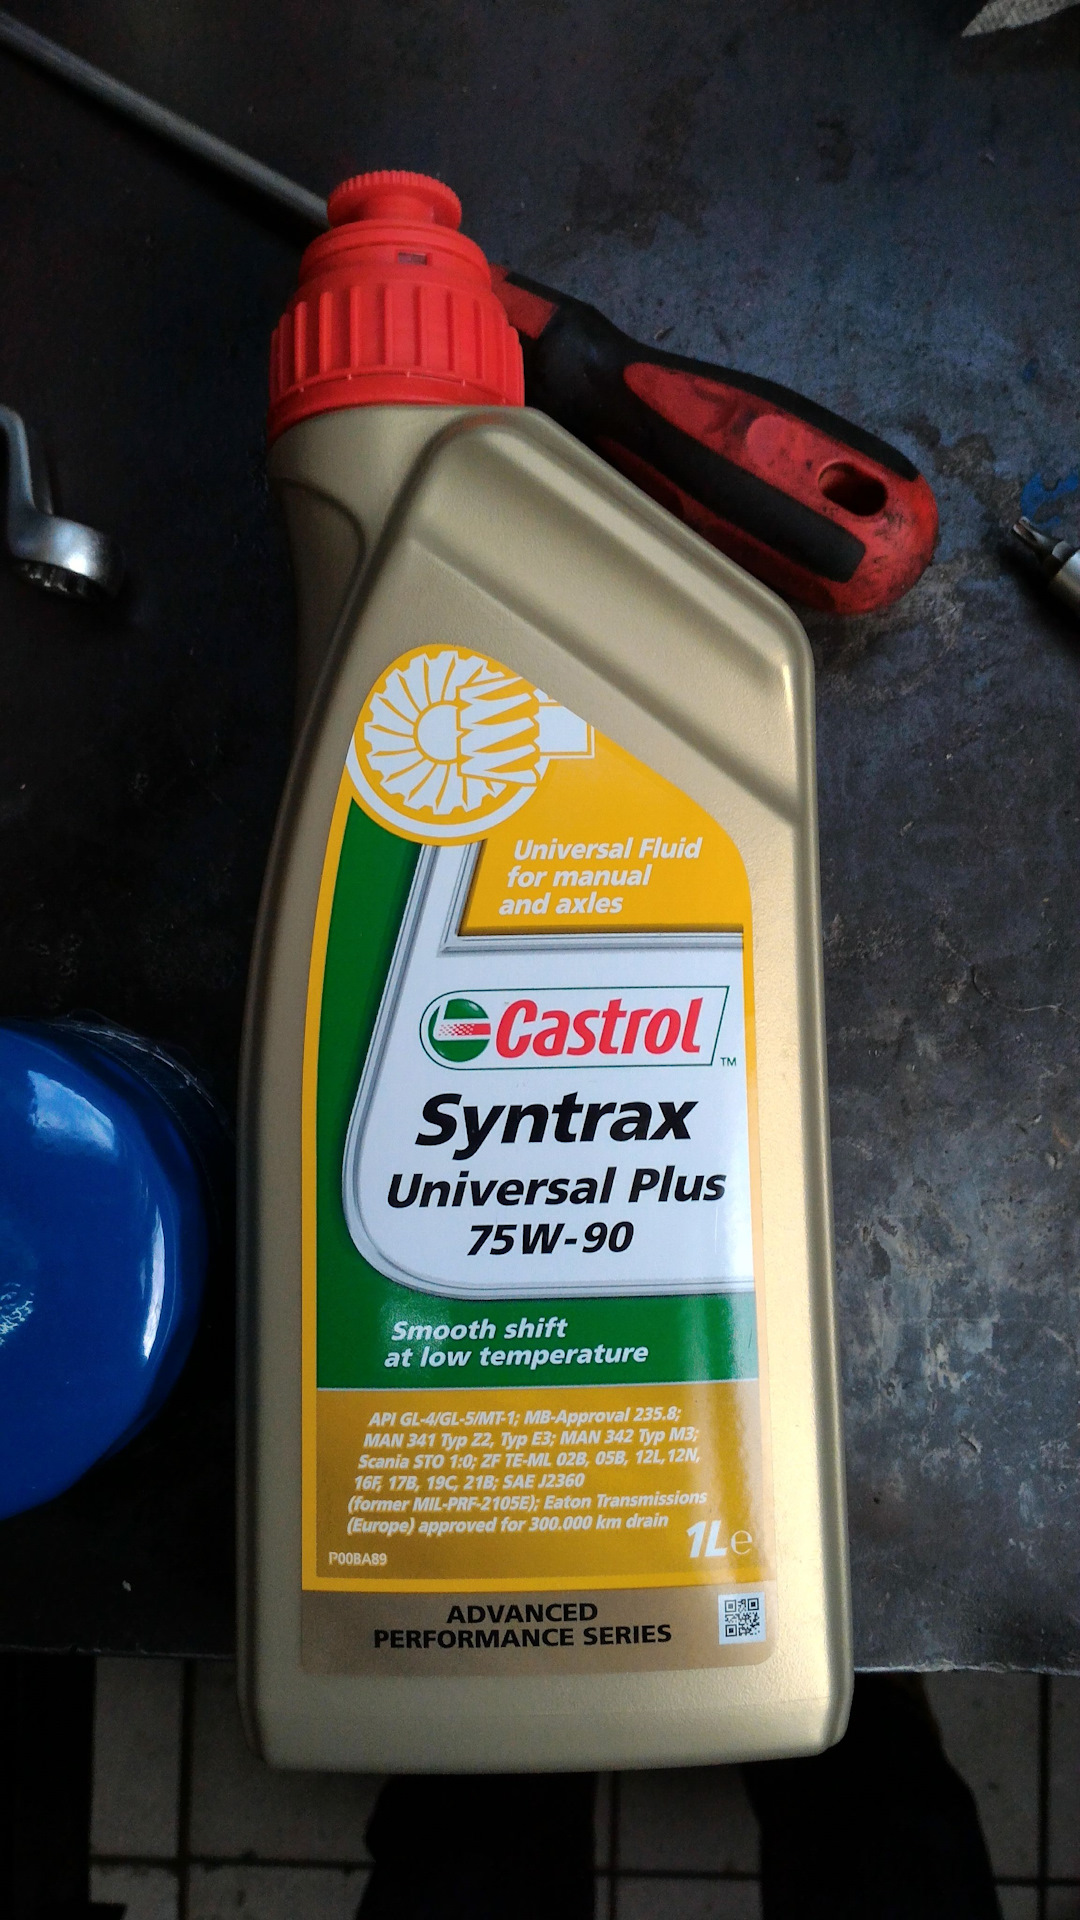 Universal Fluid
for manual
and axles
Castrol
TM
Syntrax
Universal Plus
75W-90
Smooth shift
at low temperature
API GL-4/GL-5/MT-1; MB-Approval 235.8;
MAN 341 Typ Z2, Typ E3; MAN 342 Typ M3;
Scania STO 1:0; ZF TE-ML 02B, 05B, 12L,12N,
16F, 17B, 19C, 21B; SAE J2360
(former MIL-PRF-2105E); Eaton Transmissions
(Europe) approved for 300.000 km drain
1L e
P00BA89
ADVANCED
PERFORMANCE SERIES